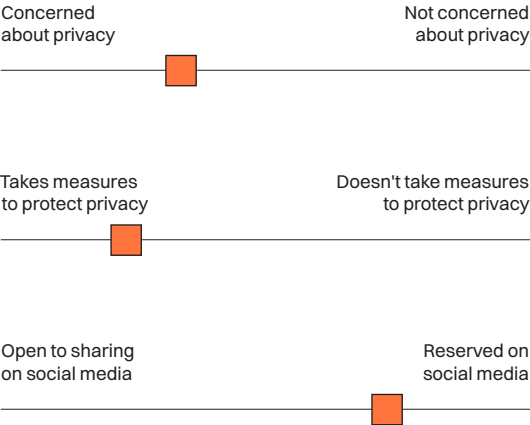 Concerned
about privacy
Not concerned
about privacy
Takes measures
to protect privacy
Doesn't take measures
to protect privacy
Open to sharing
on social media
Reserved on
social media